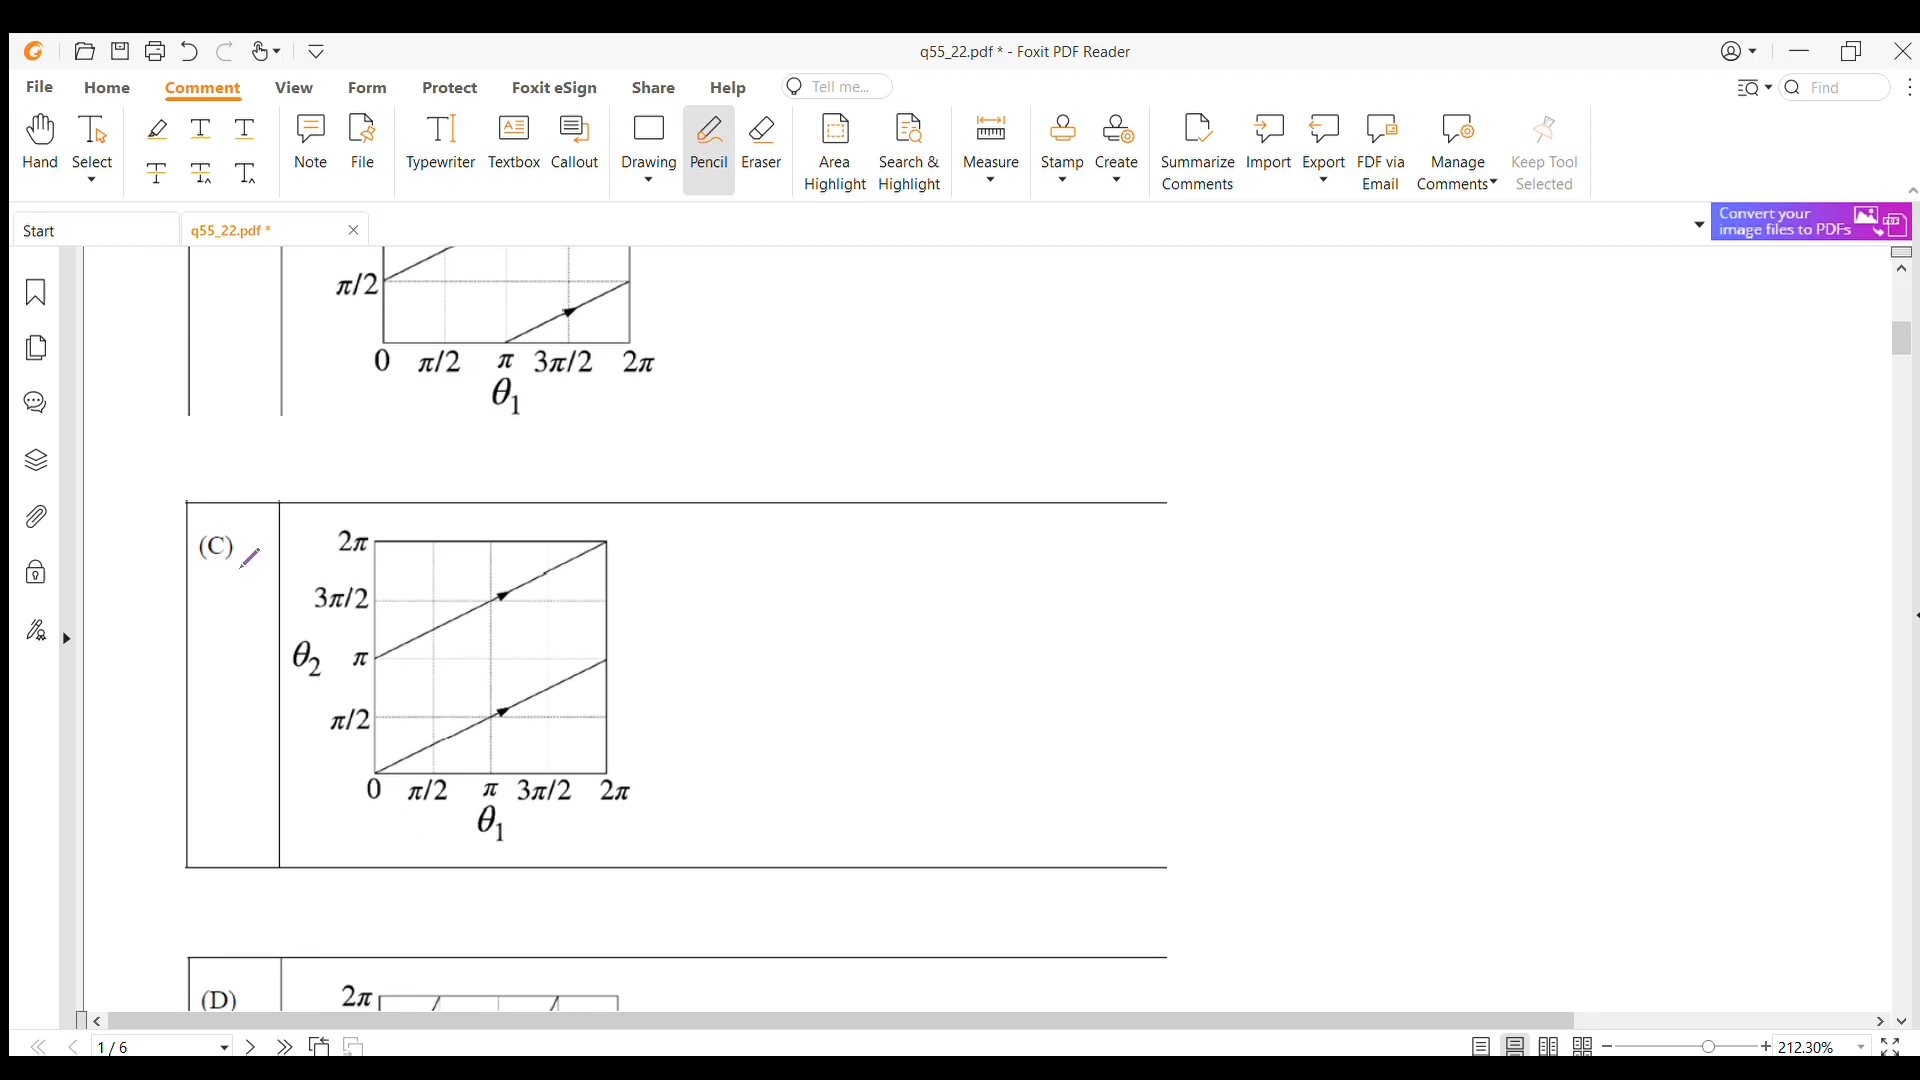 q55_22.pdf * - Foxit PDF Reader
File Home Comment View Form Protect Foxit eSign Share Help Tell me... Find
Hand Select Note File Typewriter Textbox Callout Drawing Pencil Eraser Area Highlight Search & Highlight Measure Stamp Create Summarize Comments Import Export FDF via Email Manage Comments Keep Tool Selected
Start q55_22.pdf * Convert your
image files to PDFs
π/2
0 π/2 π 3π/2 2π
θ1
(C) 2π
3π/2
θ2 π
π/2
0 π/2 π 3π/2 2π
θ1
(D) 2π
1 / 6 212.30%